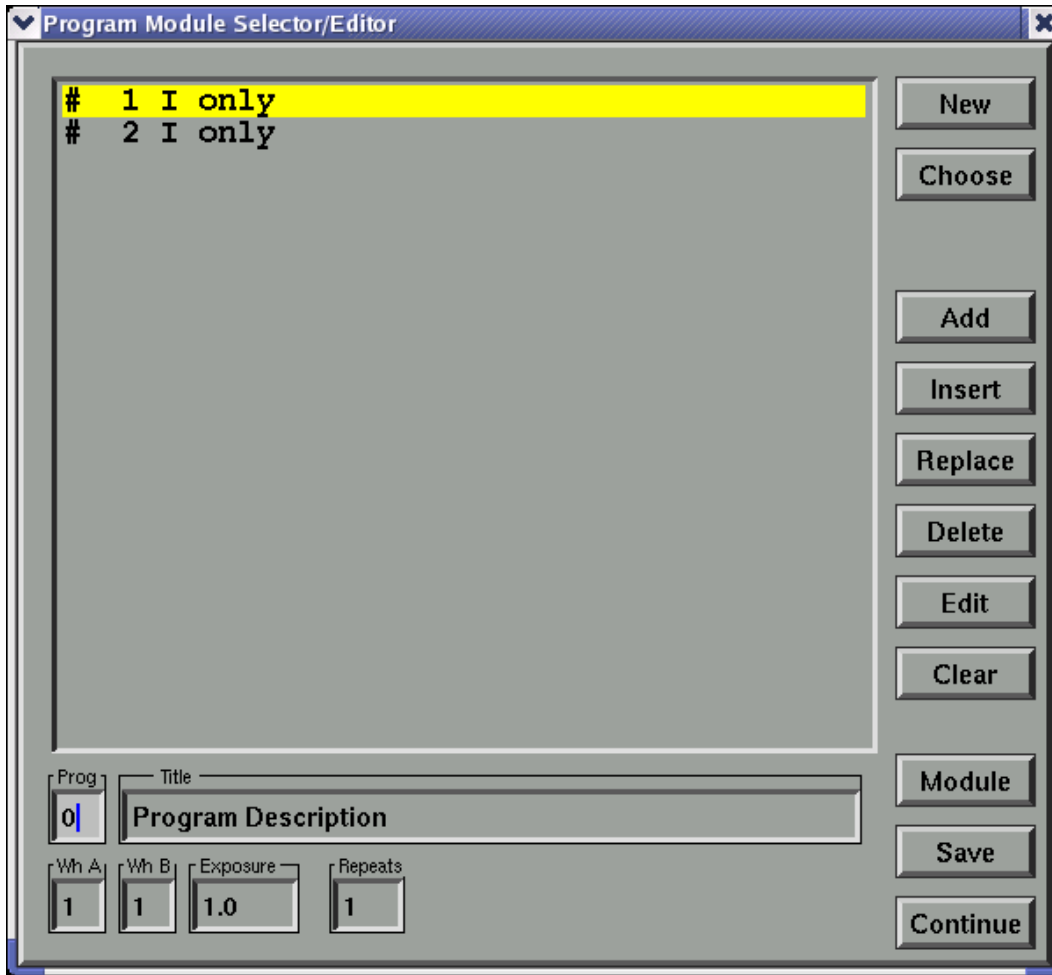 Program Module Selector/Editor
# 1 I only
# 2 I only
New
Choose
Add
Insert
Replace
Delete
Edit
Clear
Module
Save
Continue
Prog Title
0 Program Description
Wh A Wh B Exposure Repeats
1 1 1.0 1